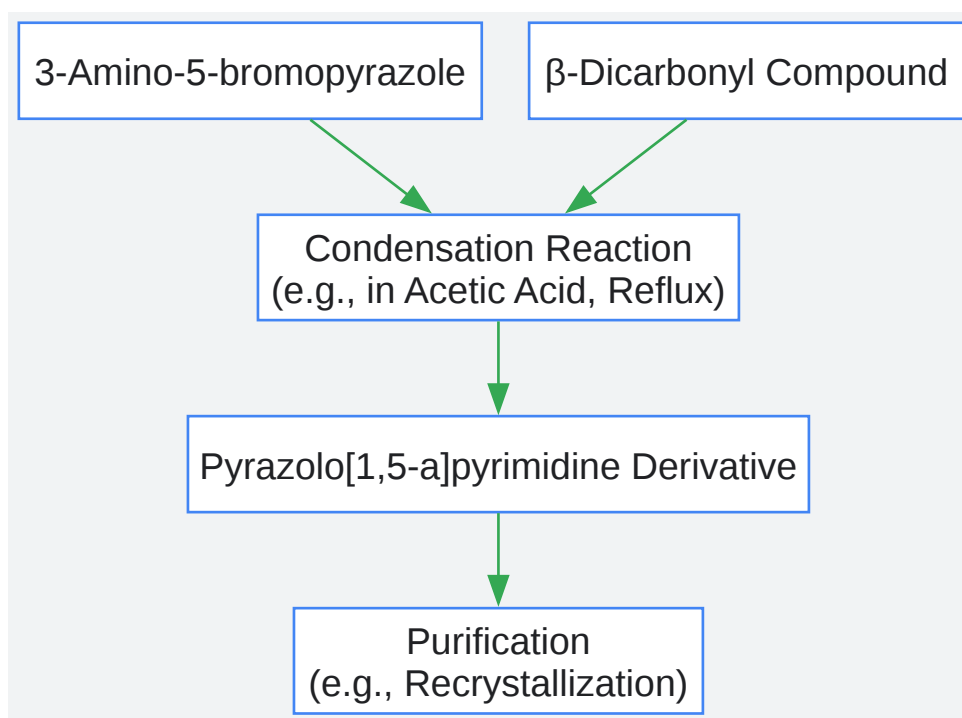 3-Amino-5-bromopyrazole
β-Dicarbonyl Compound
Condensation Reaction
(e.g., in Acetic Acid, Reflux)
Pyrazolo[1,5-a]pyrimidine Derivative
Purification
(e.g., Recrystallization)